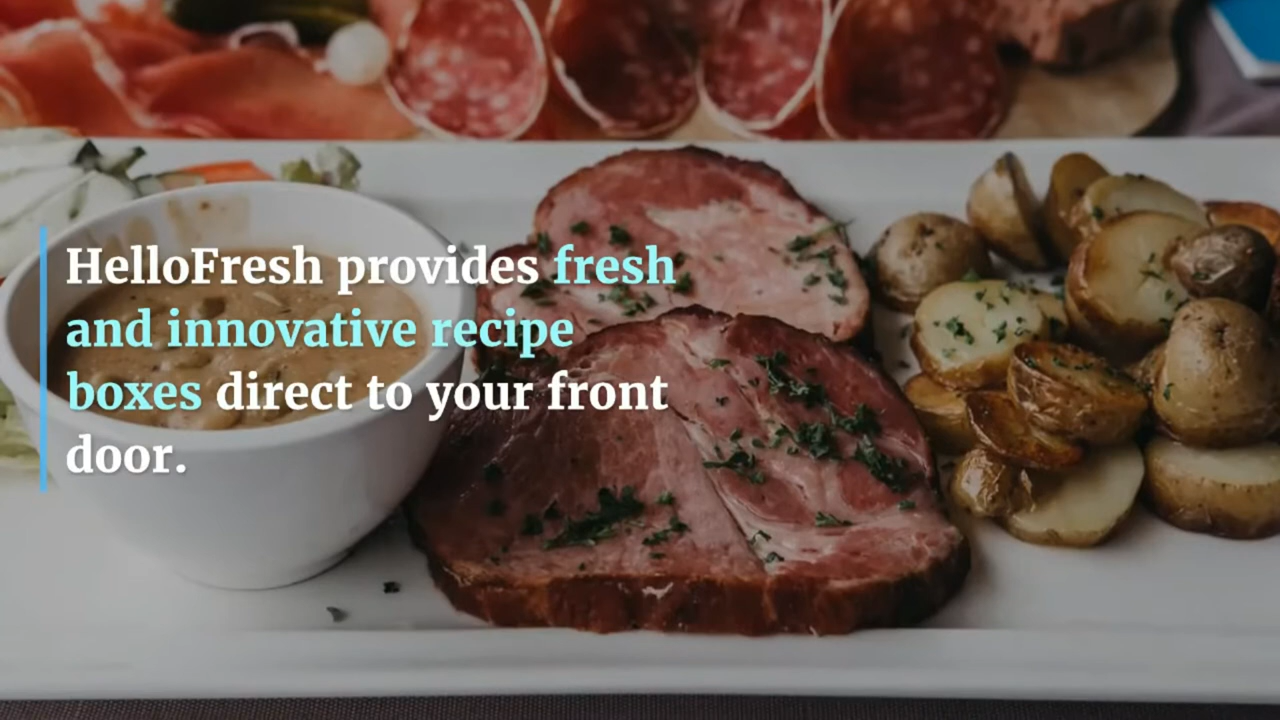 HelloFresh provides fresh
and innovative recipe
boxes direct to your front
door.